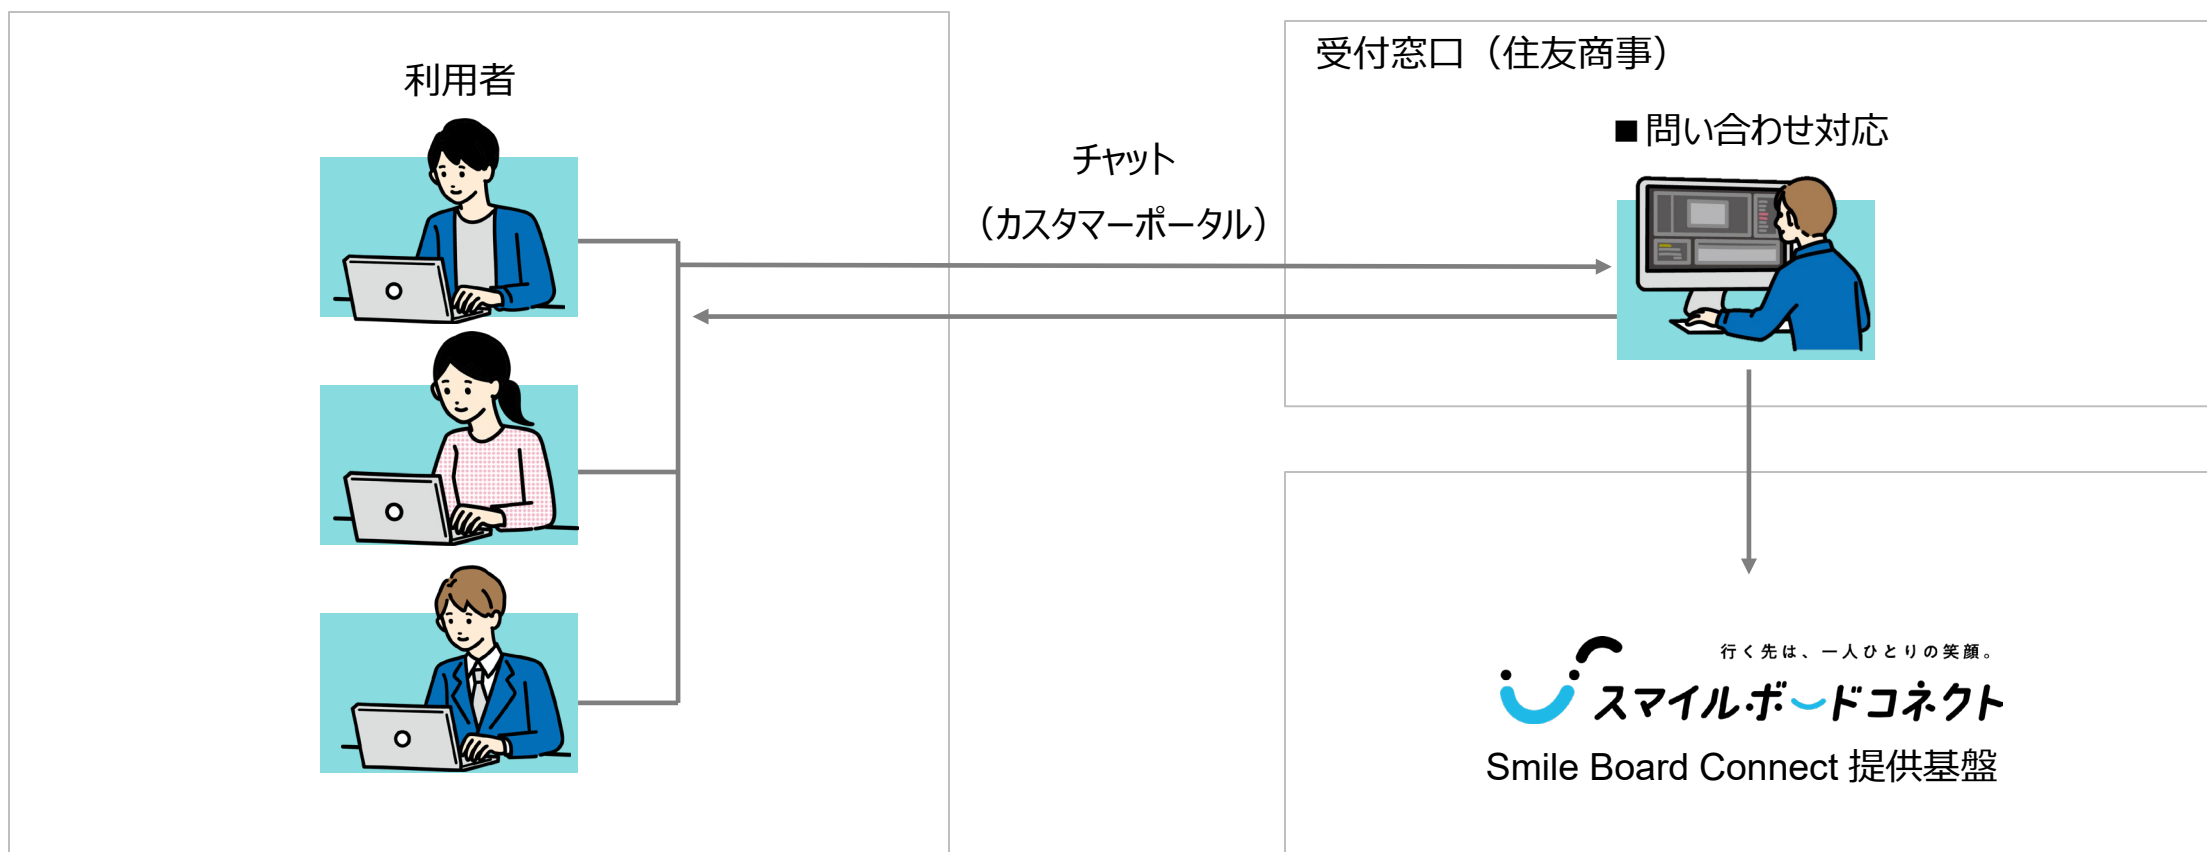 利用者
チャット
（カスタマーポータル）
受付窓口（住友商事）
■問い合わせ対応
行く先は、一人ひとりの笑顔。
スマイルボードコネクト
Smile Board Connect 提供基盤